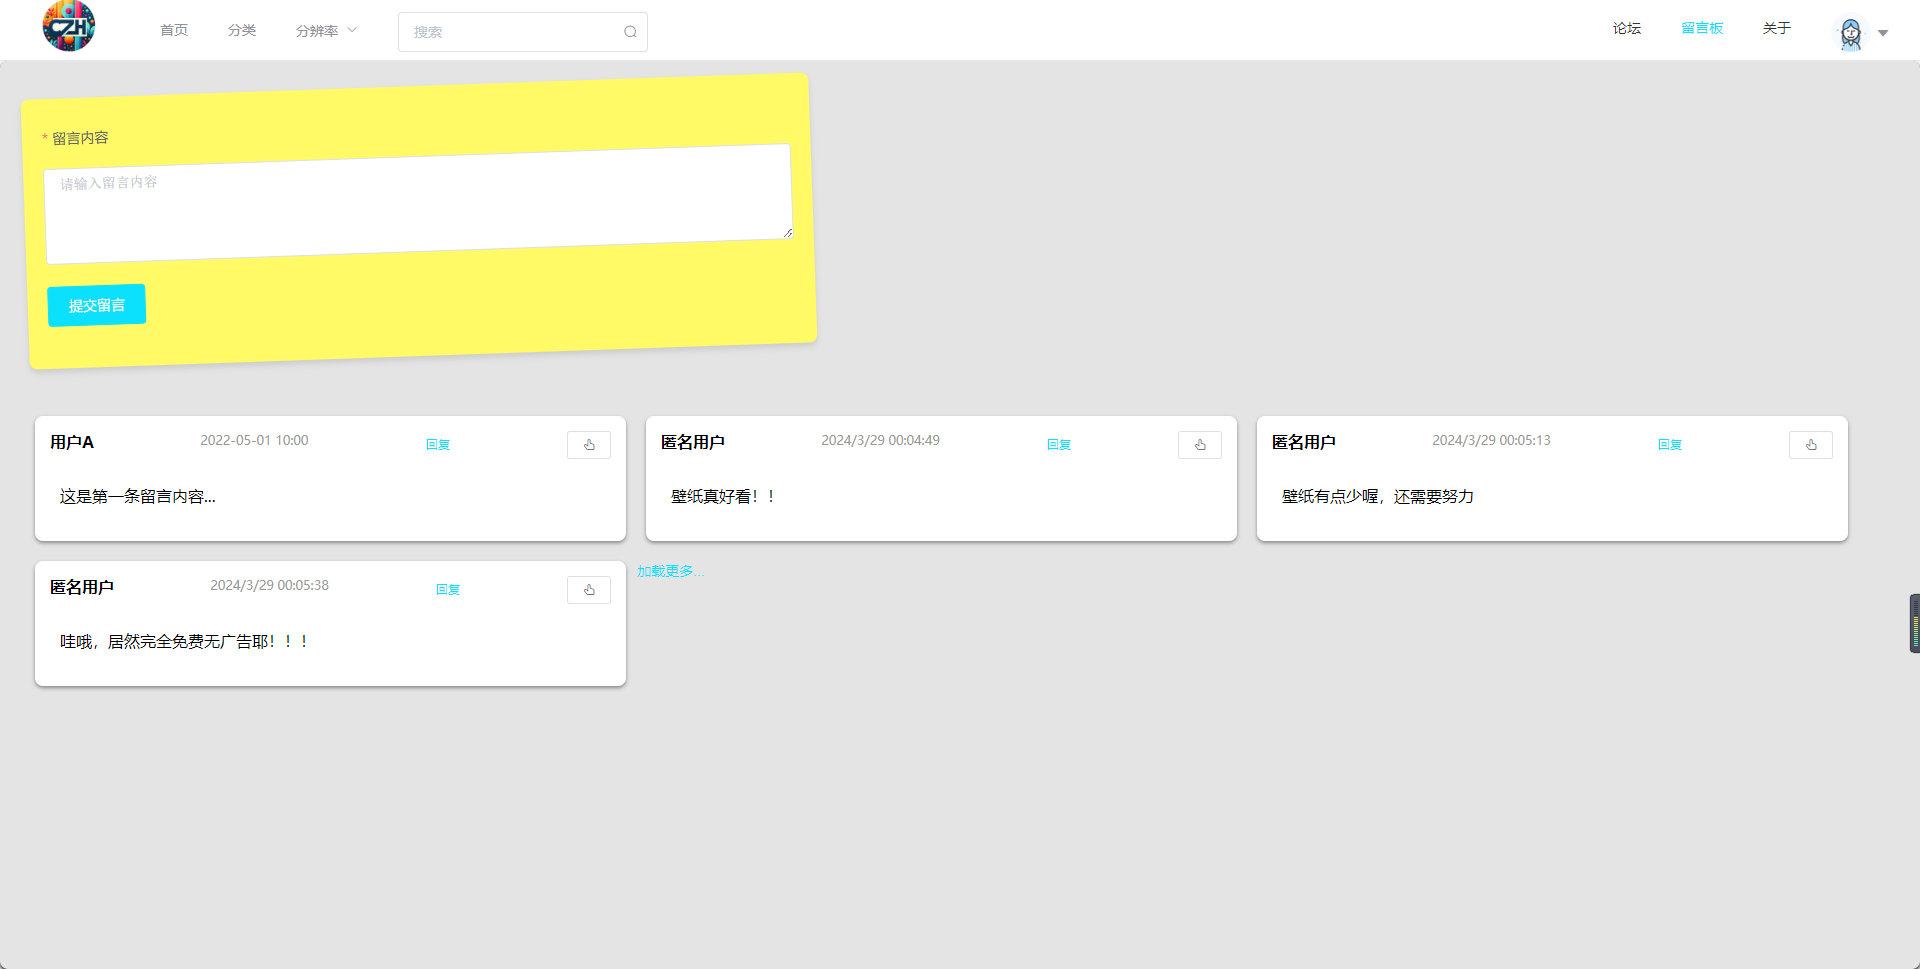 CZH
首页 分类 分辨率 搜索 论坛 留言板 关于
* 留言内容
请输入留言内容
提交留言
用户A 2022-05-01 10:00 回复
这是第一条留言内容...
匿名用户 2024/3/29 00:04:49 回复
壁纸真好看！！
匿名用户 2024/3/29 00:05:13 回复
壁纸有点少喔，还需要努力
匿名用户 2024/3/29 00:05:38 回复
哇哦，居然完全免费无广告耶！！！
加载更多...